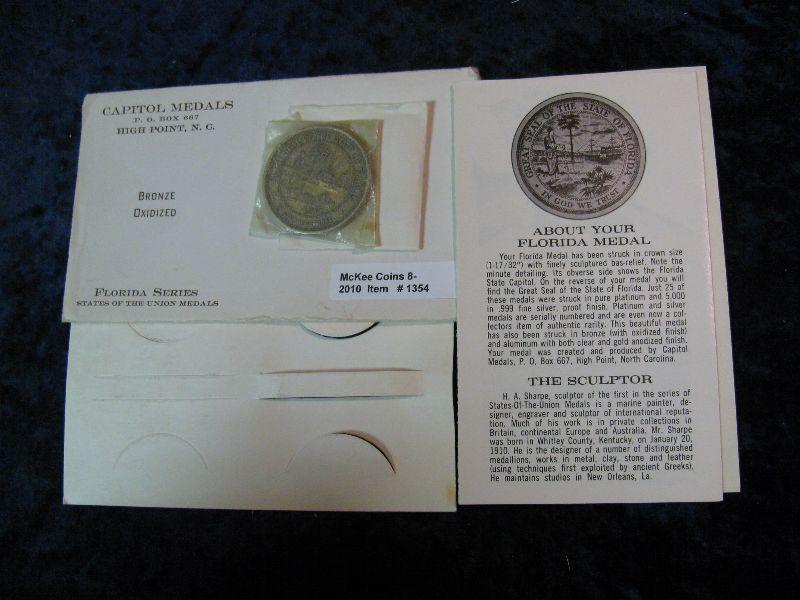 CAPITOL MEDALS
P. O. BOX 667
HIGH POINT, N. C.
BRONZE
OXIDIZED
FLORIDA SERIES
STATES OF THE UNION MEDALS
McKee Coins 8-
2010 Item # 1354
GREAT SEAL OF THE STATE OF FLORIDA
IN GOD WE TRUST
ABOUT YOUR
FLORIDA MEDAL
Your Florida Medal has been struck in crown size
(1-17/32") with finely sculptured bas-relief. Note the
minute detailing. Its obverse side shows the Florida
State Capitol. On the reverse of your medal you will
find the Great Seal of the State of Florida. Just 25 of
these medals were struck in pure platinum and 5,000
in .999 fine silver, proof finish. Platinum and silver
medals are serially numbered and are even now a col-
lectors item of authentic rarity. This beautiful medal
has also been struck in bronze (with oxidized finish)
and aluminum with both clear and gold anodized finish.
Your medal was created and produced by Capitol
Medals, P. O. Box 667, High Point, North Carolina.
THE SCULPTOR
H. A. Sharpe, sculptor of the first in the series of
States-Of-The-Union Medals is a marine painter, de-
signer, engraver and sculptor of international reputa-
tion. Much of his work is in private collections in
Britain, continental Europe and Australia. Mr. Sharpe
was born in Whitley County, Kentucky, on January 20,
1910. He is the designer of a number of distinguished
medallions, works in metal, clay, stone and leather
(using techniques first exploited by ancient Greeks).
He maintains studios in New Orleans, La.